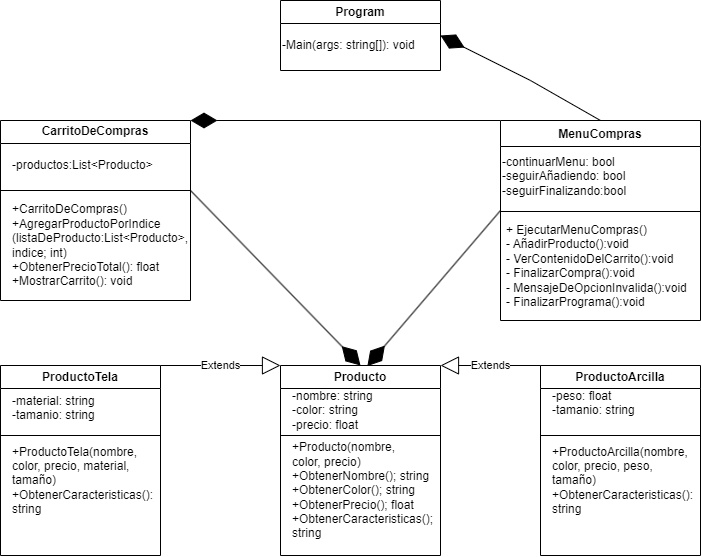 Program
-Main(args: string[]): void
CarritoDeCompras
-productos:List<Producto>
+CarritoDeCompras()
+AgregarProductoPorIndice
(listaDeProducto:List<Producto>,
indice; int)
+ObtenerPrecioTotal(): float
+MostrarCarrito(): void
MenuCompras
-continuarMenu: bool
-seguirAñadiendo: bool
-seguirFinalizando:bool
+ EjecutarMenuCompras()
- AñadirProducto():void
- VerContenidoDelCarrito():void
- FinalizarCompra():void
- MensajeDeOpcionInvalida():void
- FinalizarPrograma():void
ProductoTela
-material: string
-tamanio: string
+ProductoTela(nombre,
color, precio, material,
tamaño)
+ObtenerCaracteristicas():
string
Extends
Producto
-nombre: string
-color: string
-precio: float
+Producto(nombre,
color, precio)
+ObtenerNombre(); string
+ObtenerColor(); string
+ObtenerPrecio(); float
+ObtenerCaracteristicas();
string
Extends
ProductoArcilla
-peso: float
-tamanio: string
+ProductoArcilla(nombre,
color, precio, peso,
tamaño)
+ObtenerCaracteristicas():
string